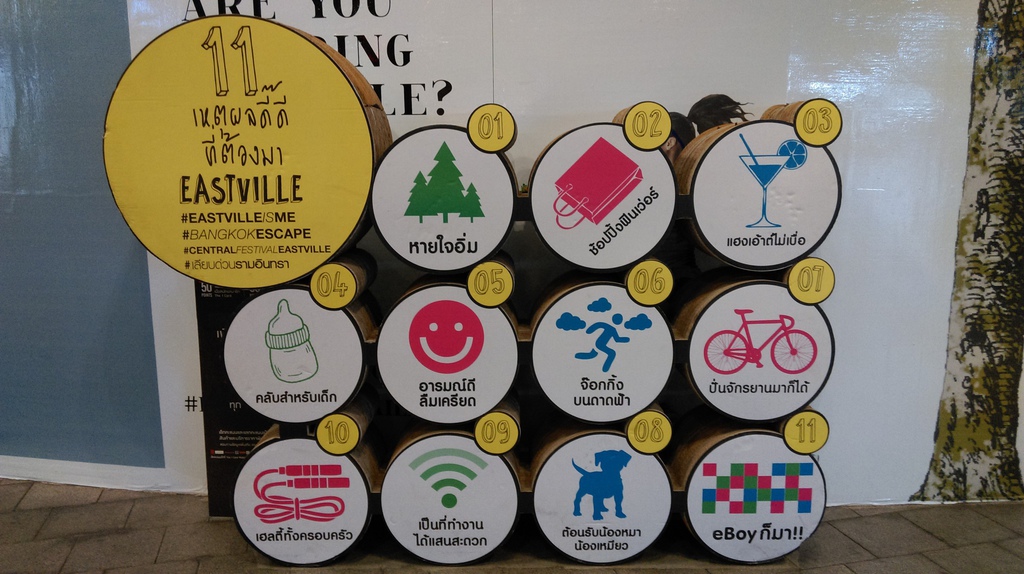 ARE YOU
LE?
11
เหตุผลดี๊ดี
ที่ต้องมา
EASTVILLE
#EASTVILLEISME
#BANGKOKESCAPE
#CENTRALFESTIVALEASTVILLE
#เลียบด่วนรามอินทรา
01
หายใจอิ่ม
02
ช้อปปิ้งฟินเว่อร์
03
แฮงเอ้าต์ไม่เบื่อ
04
คลับสำหรับเด็ก
05
อารมณ์ดี
ลืมเครียด
06
จ๊อกกิ้ง
บนดาดฟ้า
07
ปั่นจักรยานมาก็ได้
10
เฮลตี้ทั้งครอบครัว
09
เป็นที่ทำงาน
ได้แสนสะดวก
08
ต้อนรับน้องหมา
น้องเหมียว
11
eBoy ก็มา!!